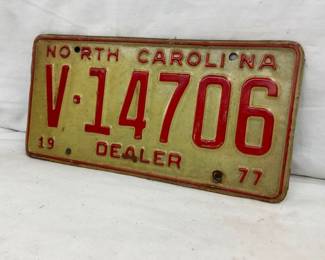 NORTH CAROLINA
V-14706
19 DEALER 77